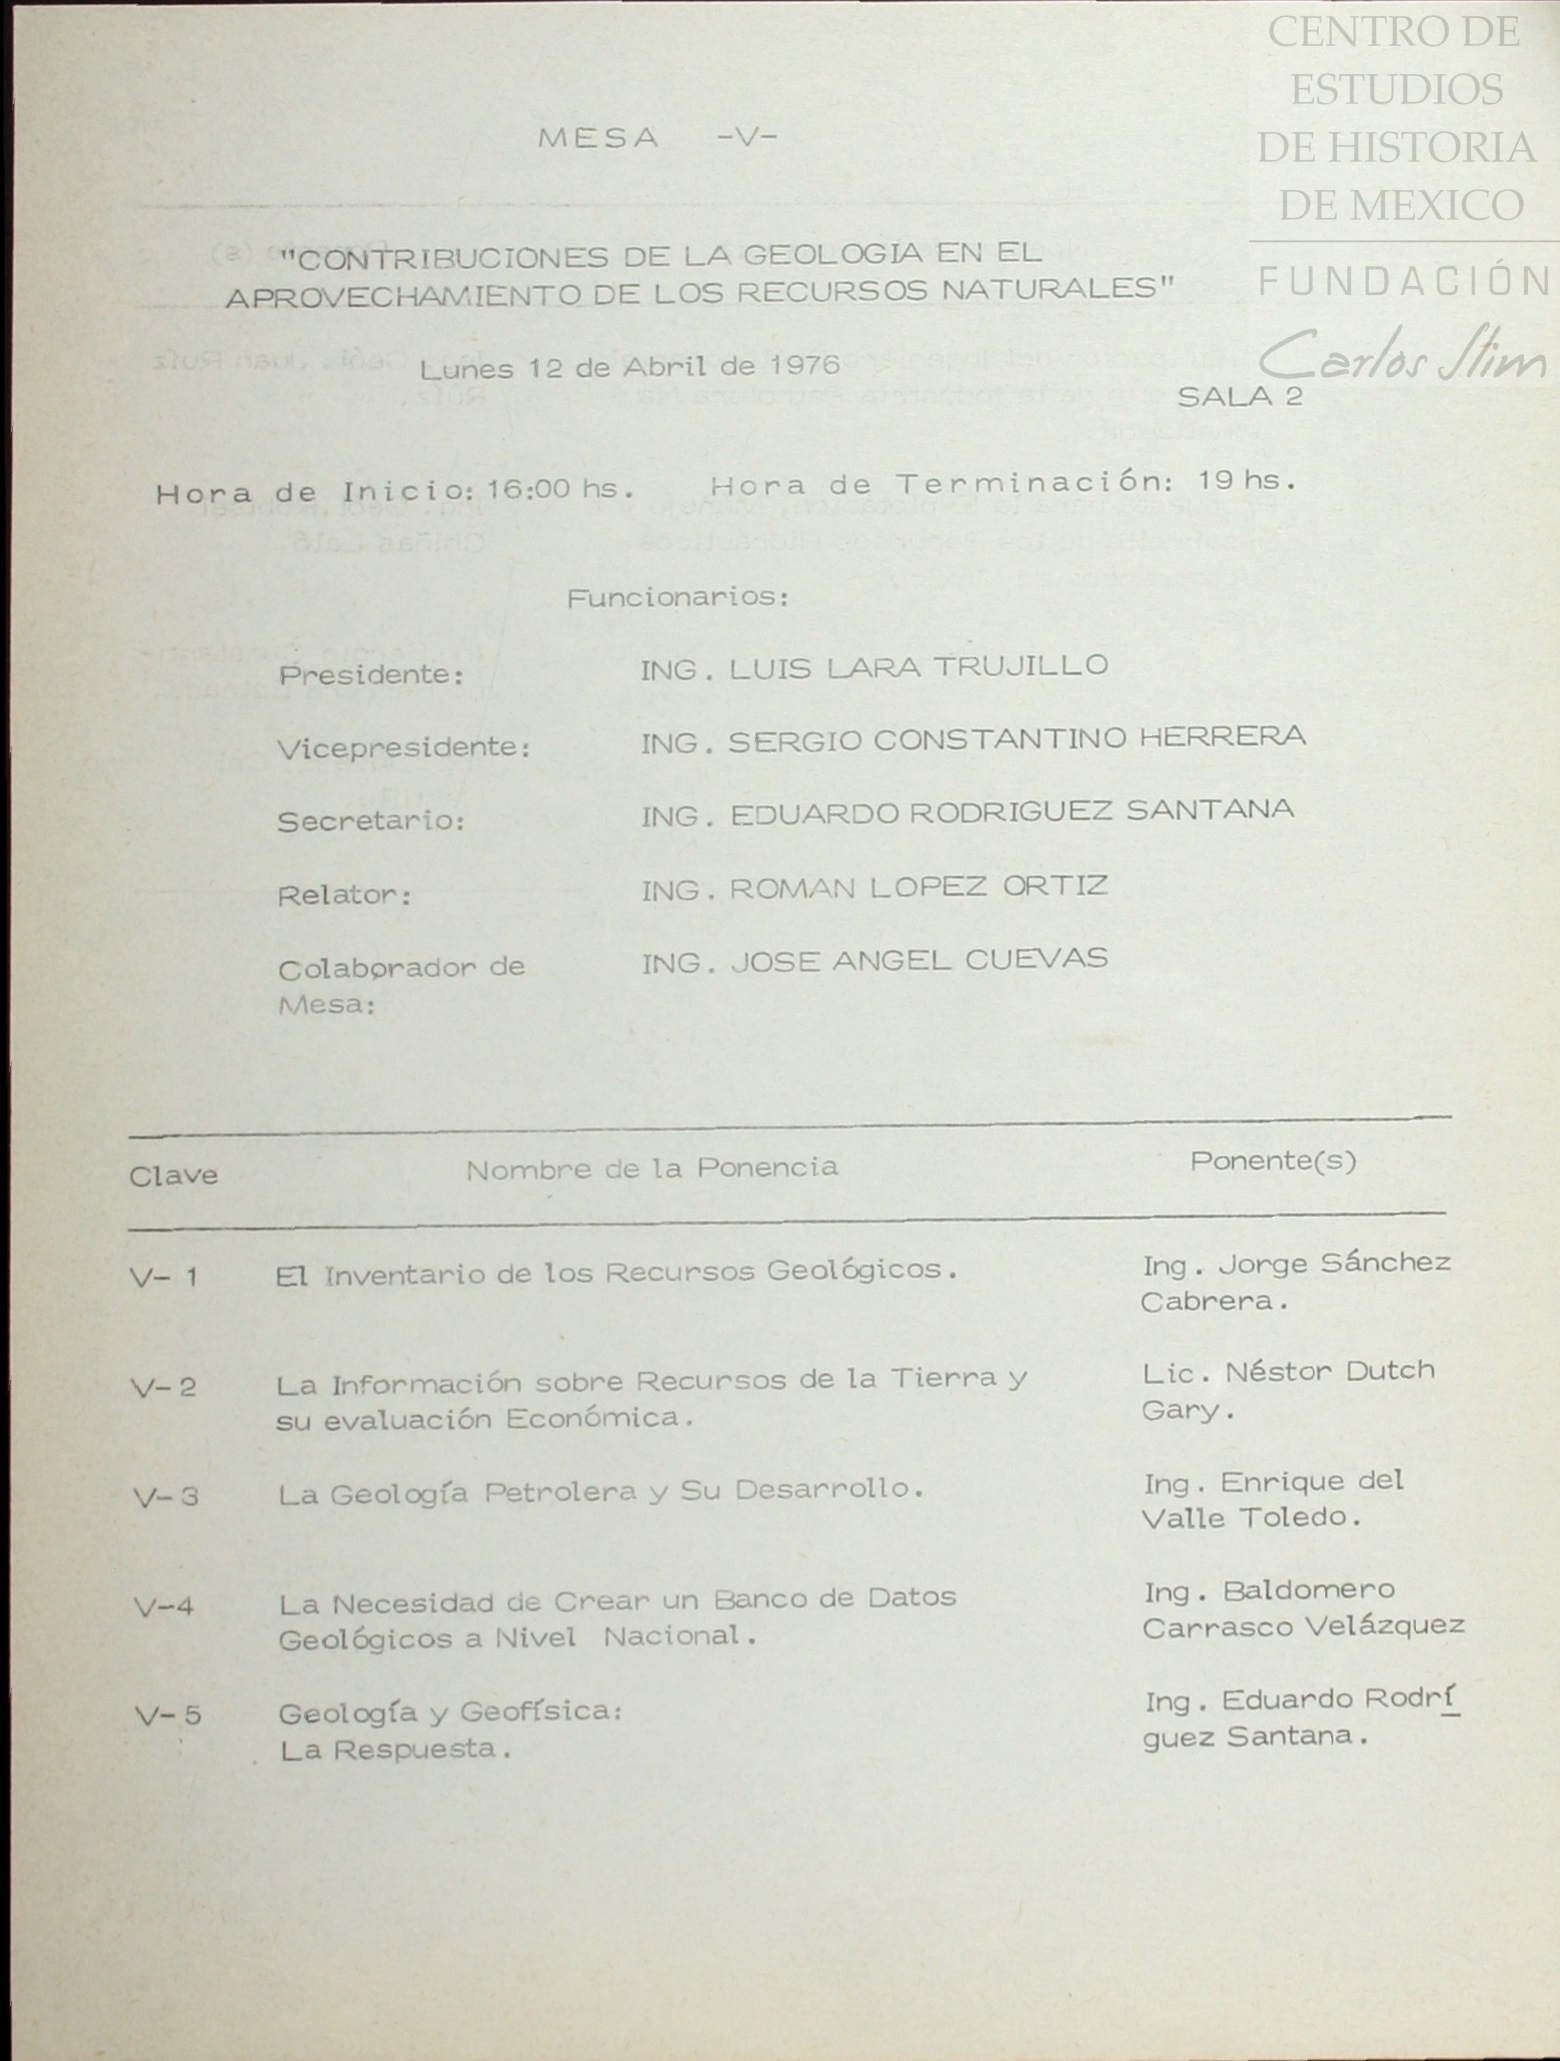 CENTRO DE
ESTUDIOS
DE HISTORIA
DE MEXICO
FUNDACIÓN
Carlos Slim
MESA -V-
"CONTRIBUCIONES DE LA GEOLOGIA EN EL
APROVECHAMIENTO DE LOS RECURSOS NATURALES"
Lunes 12 de Abril de 1976
SALA 2
Hora de Inicio: 16:00 hs. Hora de Terminación: 19 hs.
Funcionarios:
Presidente: ING. LUIS LARA TRUJILLO
Vicepresidente: ING. SERGIO CONSTANTINO HERRERA
Secretario: ING. EDUARDO RODRIGUEZ SANTANA
Relator: ING. ROMAN LOPEZ ORTIZ
Colaborador de ING. JOSE ANGEL CUEVAS
Mesa:
Clave Nombre de la Ponencia Ponente(s)
V- 1 El Inventario de los Recursos Geológicos. Ing. Jorge Sánchez
Cabrera.
V- 2 La Información sobre Recursos de la Tierra y Lic. Néstor Dutch
su evaluación Económica. Gary.
V- 3 La Geología Petrolera y Su Desarrollo. Ing. Enrique del
Valle Toledo.
V-4 La Necesidad de Crear un Banco de Datos Ing. Baldomero
Geológicos a Nivel Nacional. Carrasco Velázquez
V- 5 Geología y Geofísica: Ing. Eduardo Rodrí
La Respuesta. guez Santana.